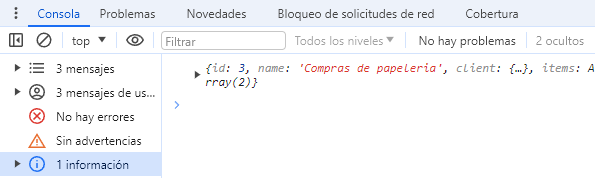 Consola Problemas Novedades Bloqueo de solicitudes de red Cobertura
top Filtrar Todos los niveles No hay problemas 2 ocultos
3 mensajes
3 mensajes de us...
No hay errores
Sin advertencias
1 información
{id: 3, name: 'Compras de papeleria', client: {…}, items: A
rray(2)}